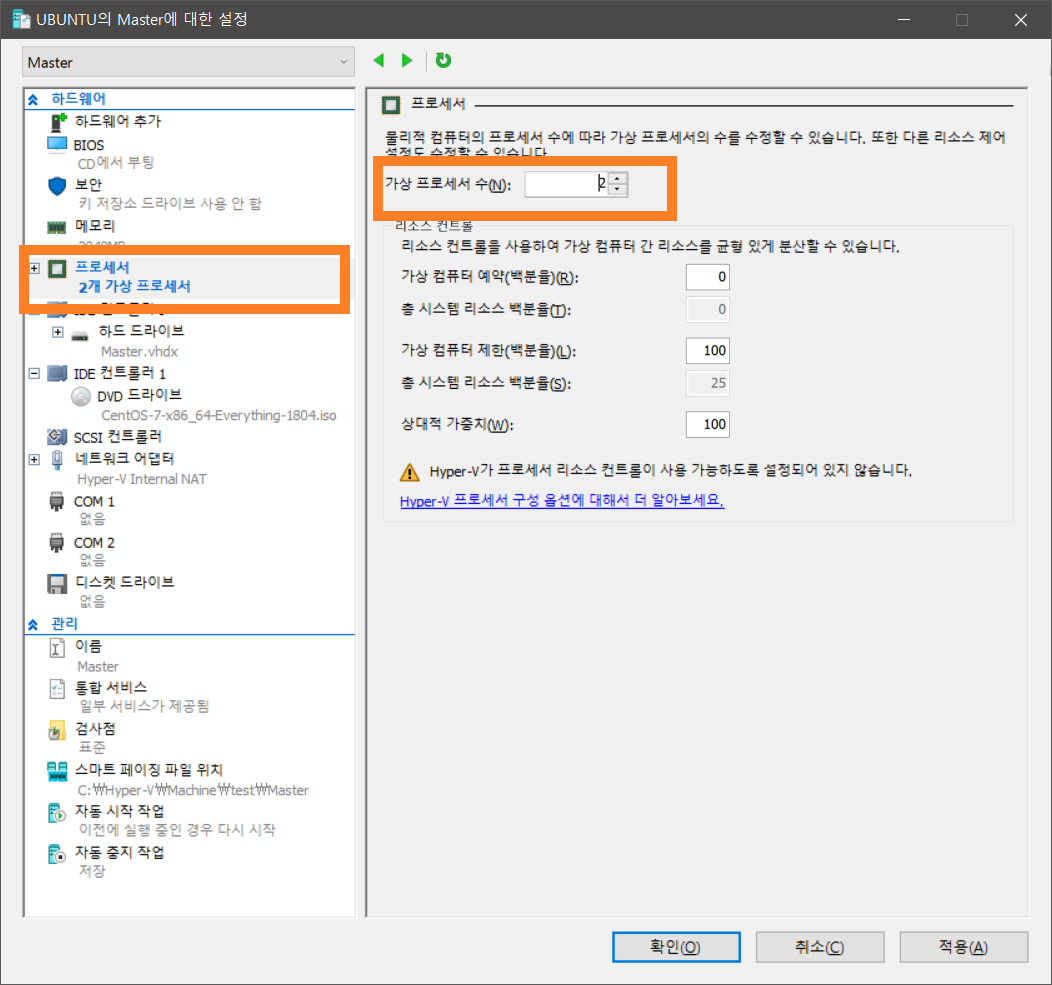 UBUNTU의 Master에 대한 설정
Master
하드웨어
하드웨어 추가
BIOS
CD에서 부팅
보안
키 저장소 드라이브 사용 안 함
메모리
2048MB
프로세서
2개 가상 프로세서
하드 드라이브
Master.vhdx
IDE 컨트롤러 1
DVD 드라이브
CentOS-7-x86_64-Everything-1804.iso
SCSI 컨트롤러
네트워크 어댑터
Hyper-V Internal NAT
COM 1
없음
COM 2
없음
디스켓 드라이브
없음
관리
이름
Master
통합 서비스
일부 서비스가 제공됨
검사점
표준
스마트 페이징 파일 위치
C:₩Hyper-V₩Machine₩test₩Master
자동 시작 작업
이전에 실행 중인 경우 다시 시작
자동 중지 작업
저장
프로세서
물리적 컴퓨터의 프로세서 수에 따라 가상 프로세서의 수를 수정할 수 있습니다. 또한 다른 리소스 제어
설정도 수정할 수 있습니다.
가상 프로세서 수(N): 2
리소스 컨트롤
리소스 컨트롤을 사용하여 가상 컴퓨터 간 리소스를 균형 있게 분산할 수 있습니다.
가상 컴퓨터 예약(백분율)(R): 0
총 시스템 리소스 백분율(T): 0
가상 컴퓨터 제한(백분율)(L): 100
총 시스템 리소스 백분율(S): 25
상대적 가중치(W): 100
Hyper-V가 프로세서 리소스 컨트롤이 사용 가능하도록 설정되어 있지 않습니다.
Hyper-V 프로세서 구성 옵션에 대해서 더 알아보세요.
확인(O) 취소(C) 적용(A)